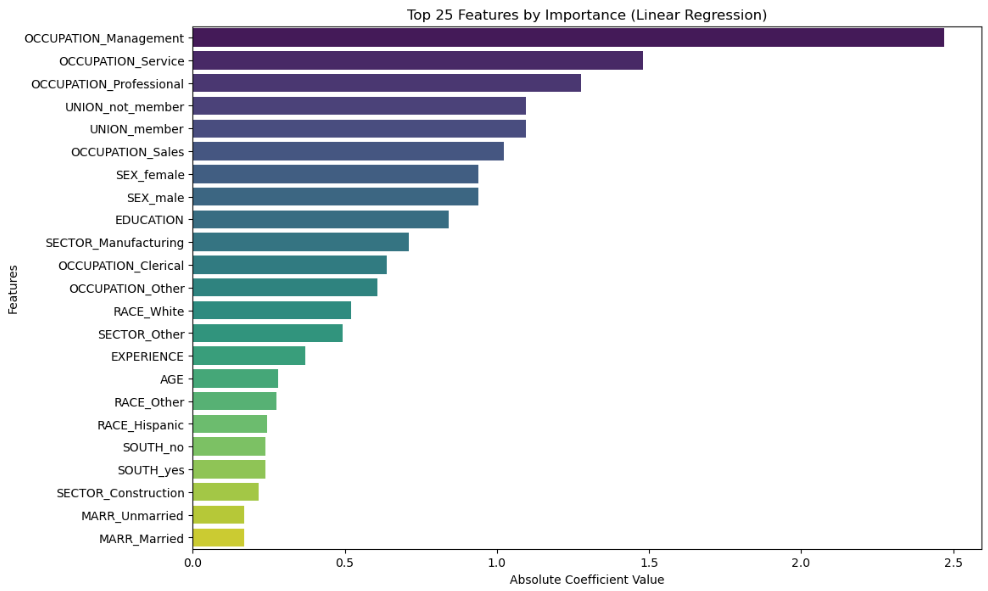 Top 25 Features by Importance (Linear Regression)
Features
OCCUPATION_Management
OCCUPATION_Service
OCCUPATION_Professional
UNION_not_member
UNION_member
OCCUPATION_Sales
SEX_female
SEX_male
EDUCATION
SECTOR_Manufacturing
OCCUPATION_Clerical
OCCUPATION_Other
RACE_White
SECTOR_Other
EXPERIENCE
AGE
RACE_Other
RACE_Hispanic
SOUTH_no
SOUTH_yes
SECTOR_Construction
MARR_Unmarried
MARR_Married
0.0 0.5 1.0 1.5 2.0 2.5
Absolute Coefficient Value